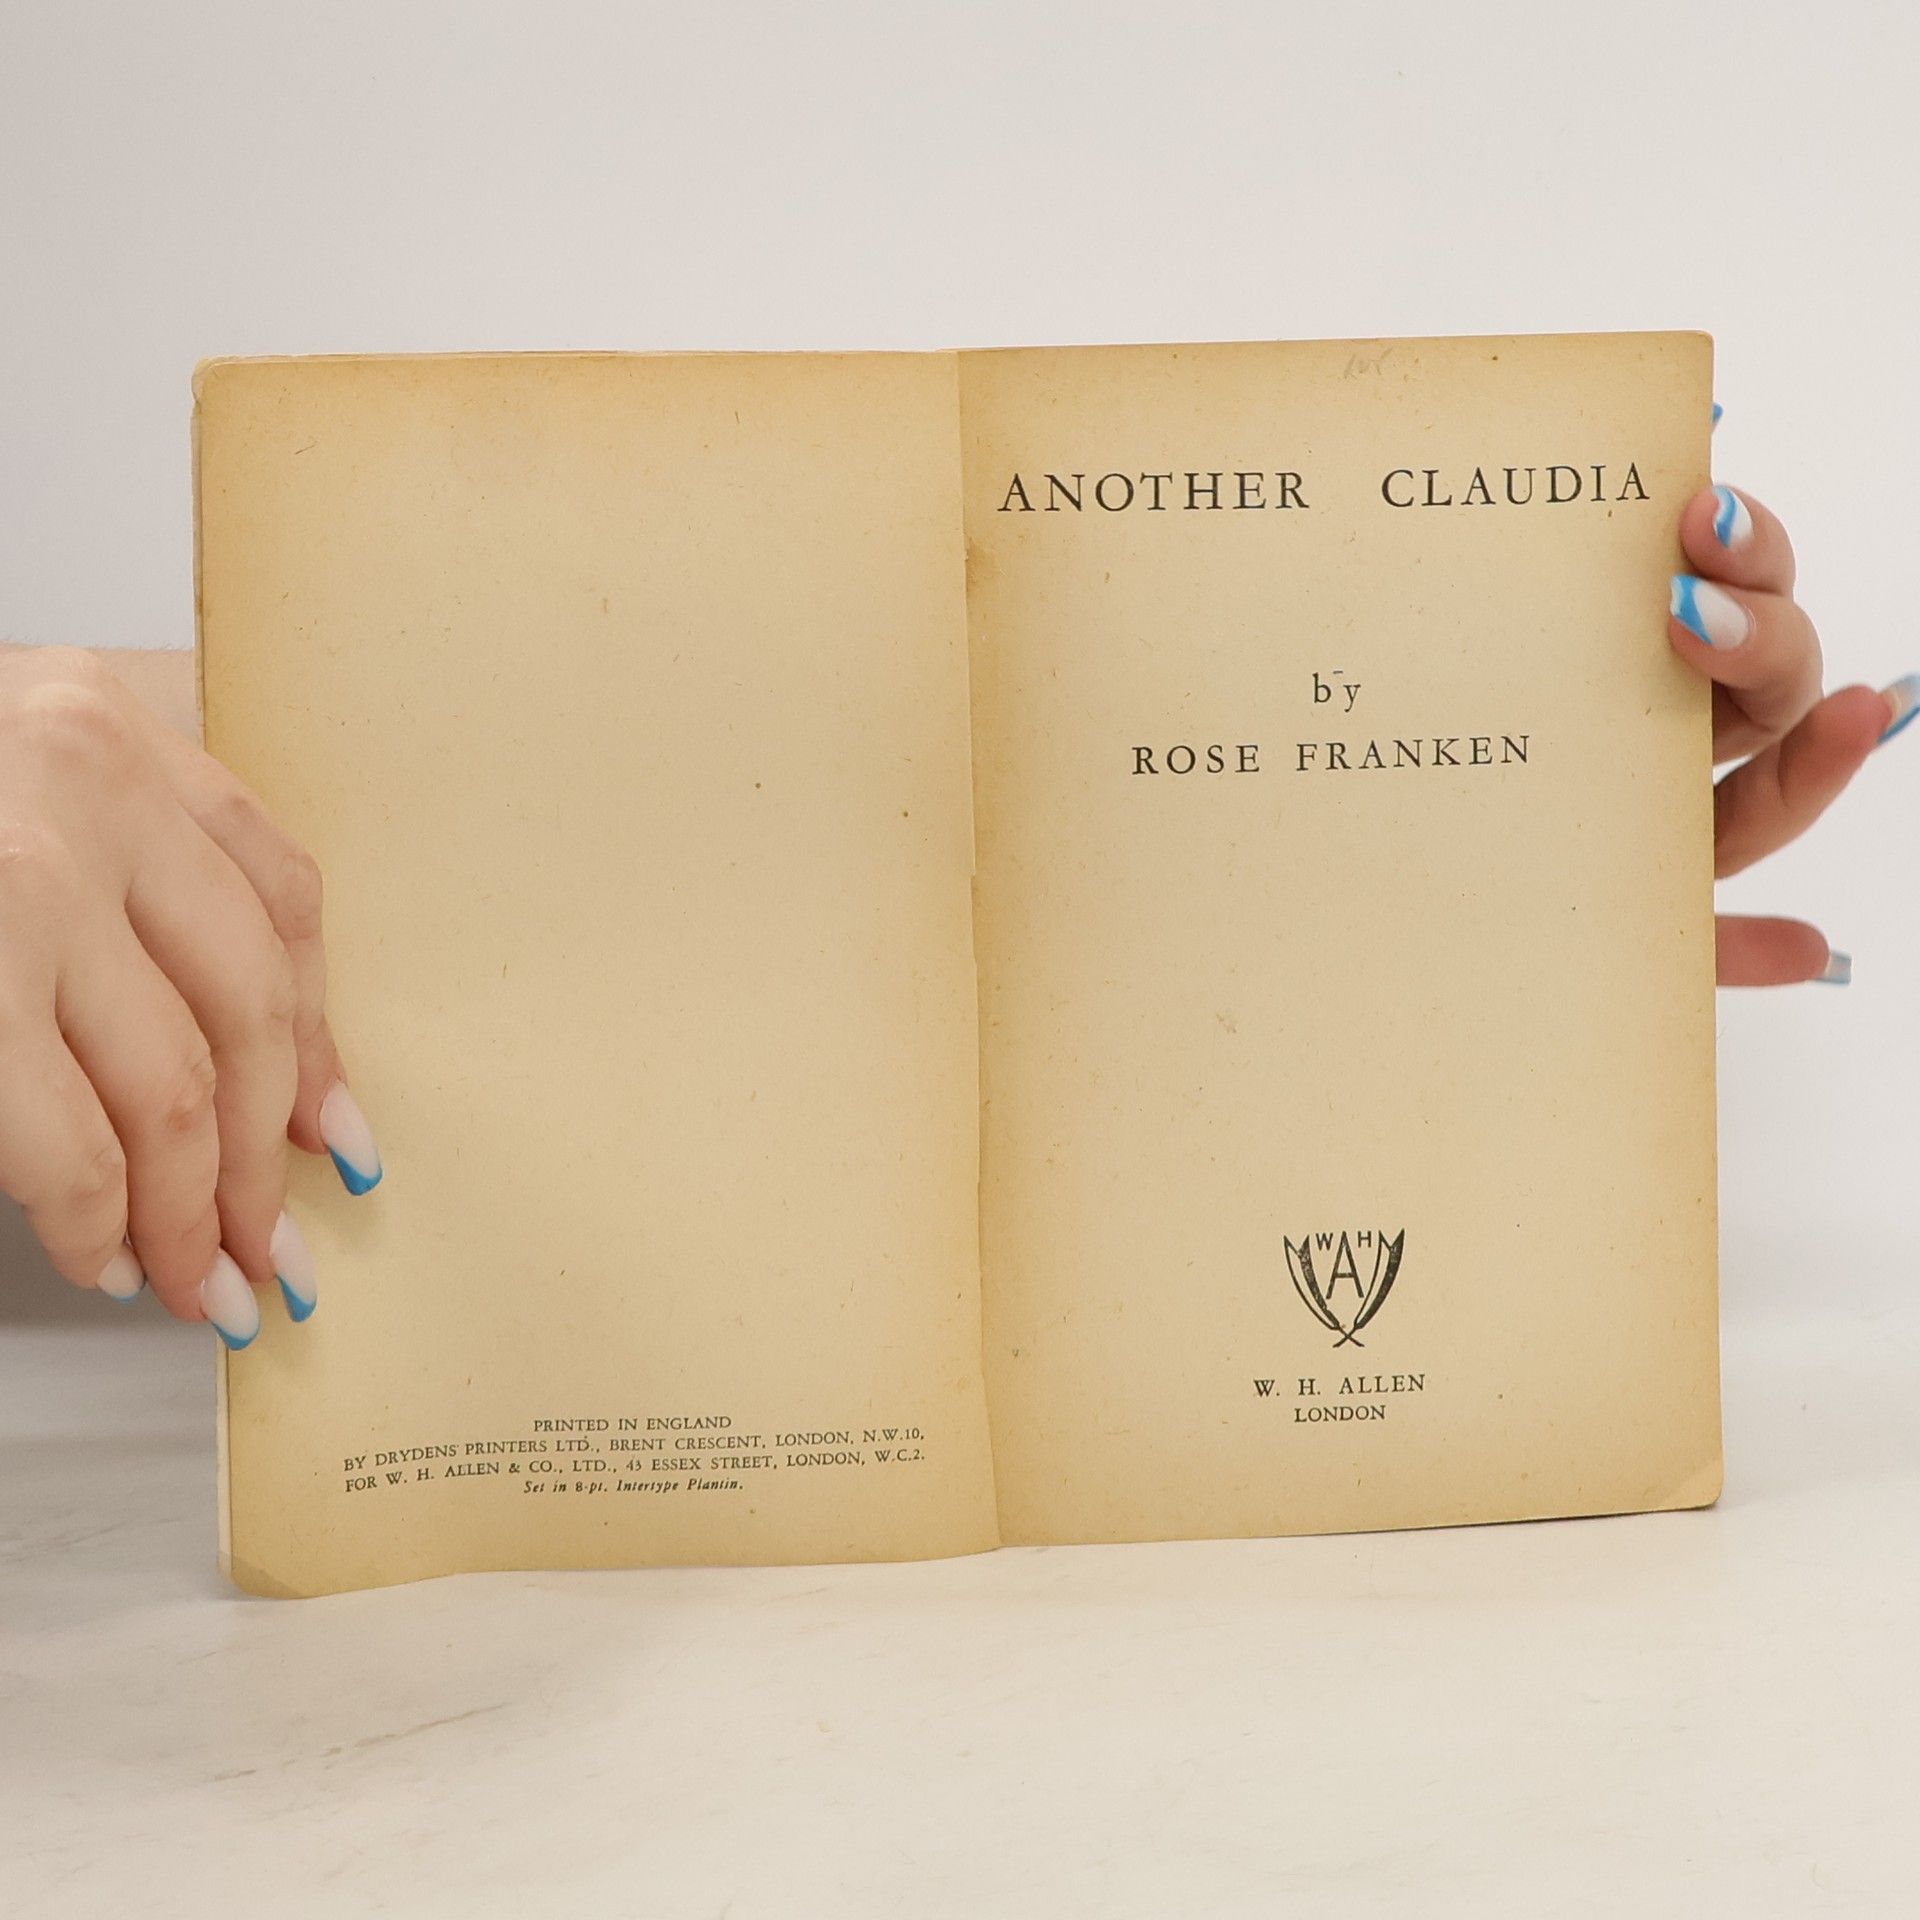 PRINTED IN ENGLAND
BY DRYDENS PRINTERS LTD., BRENT CRESCENT, LONDON, N.W.10,
FOR W. H. ALLEN & CO., LTD., 43 ESSEX STREET, LONDON, W.C.2.
Set in 8-pt. Intertype Plantin.
ANOTHER CLAUDIA
by
ROSE FRANKEN
W A H
W. H. ALLEN
LONDON